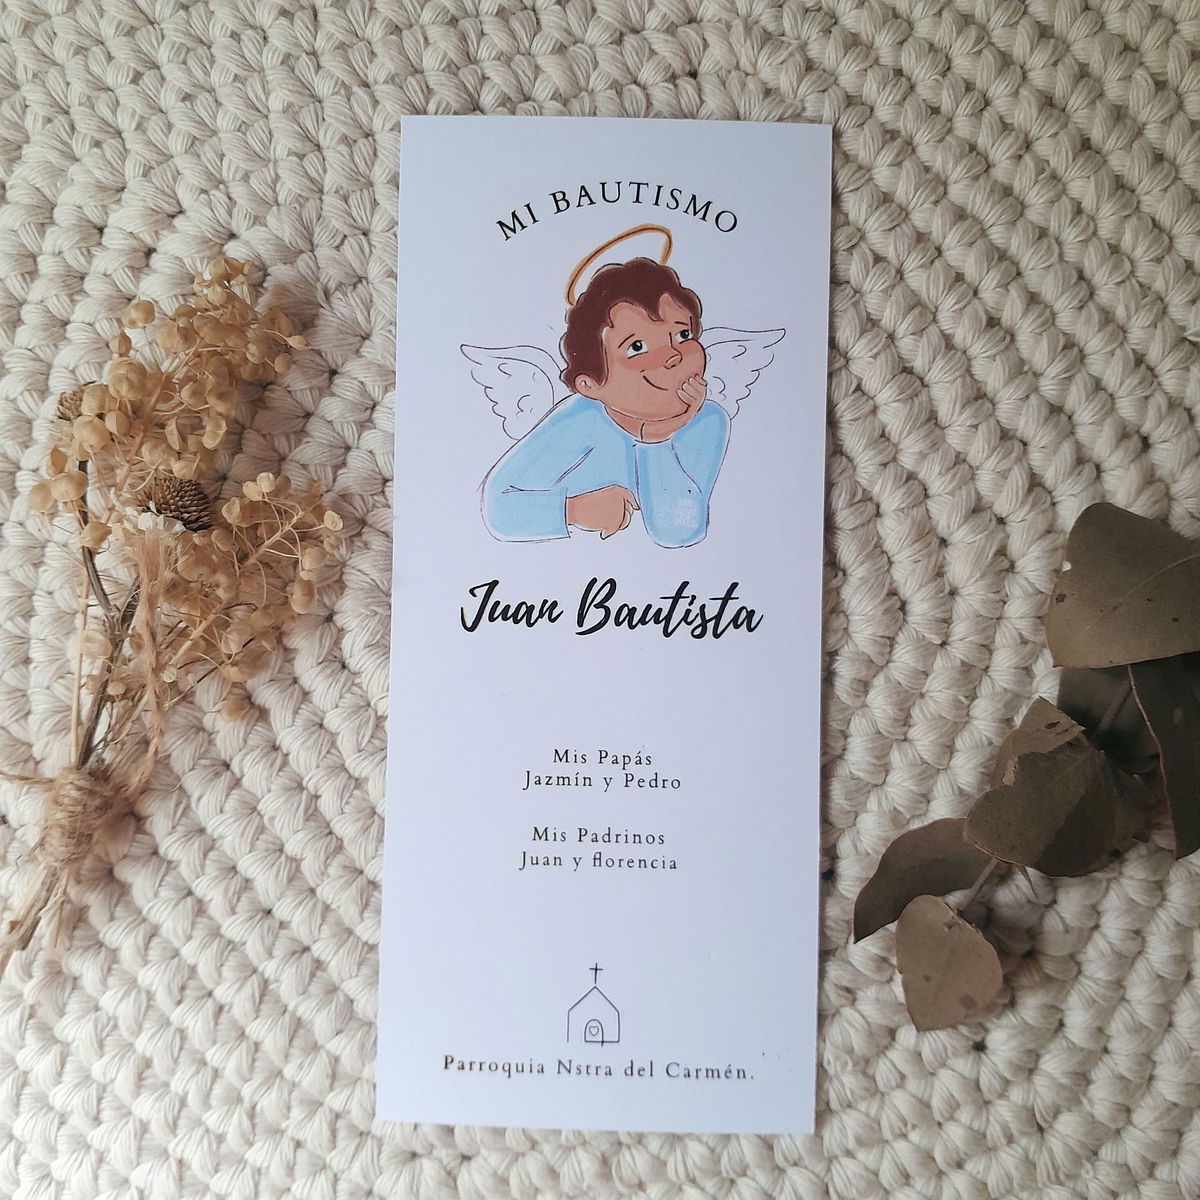 MI BAUTISMO
Juan Bautista
Mis Papás
Jazmín y Pedro
Mis Padrinos
Juan y florencia
Parroquia Nstra del Carmén.